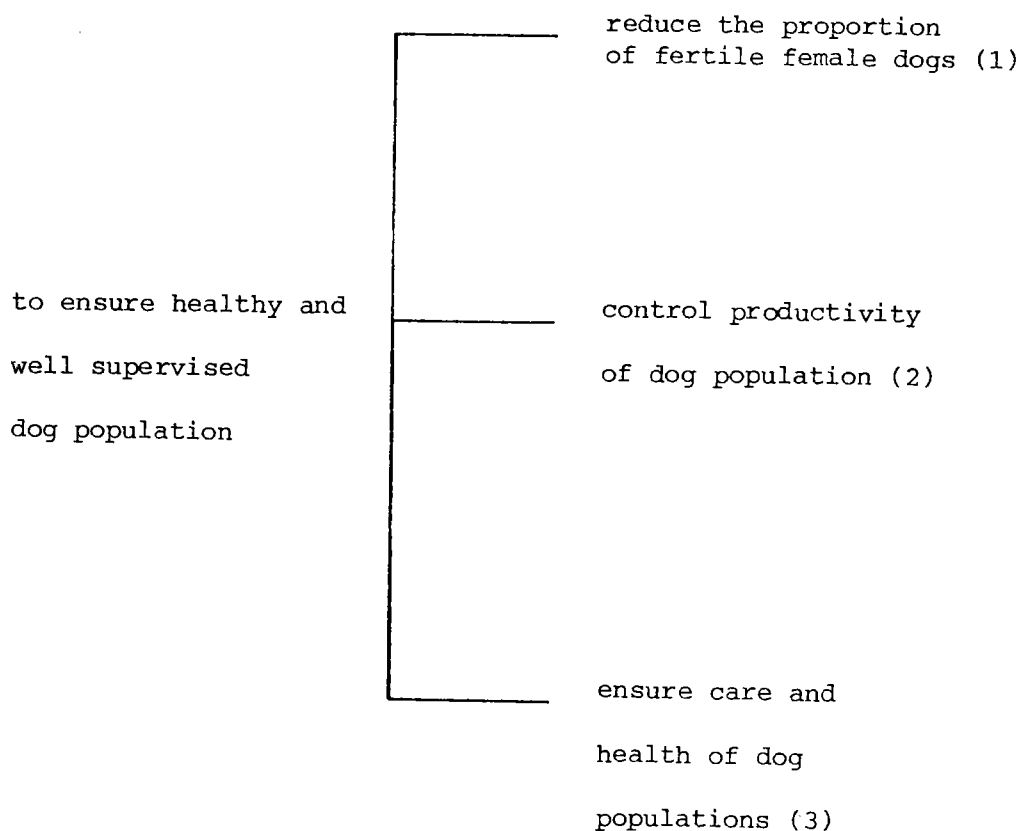 reduce the proportion
of fertile female dogs (1)
to ensure healthy and
well supervised
dog population
control productivity
of dog population (2)
ensure care and
health of dog
populations (3)